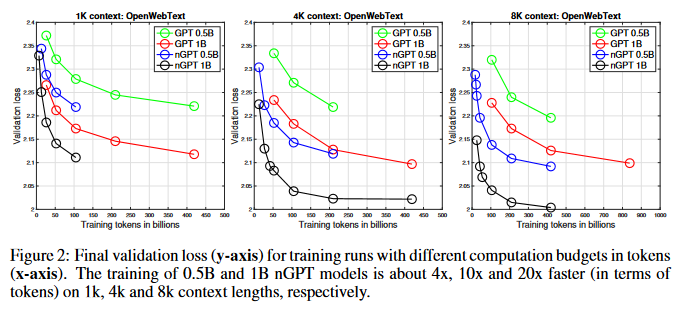 1K context: OpenWebText
2.4
2.35
2.3
2.25
2.2
2.15
2.1
2.05
2
Validation loss
GPT 0.5B
GPT 1B
nGPT 0.5B
nGPT 1B
0 50 100 150 200 250 300 350 400 450 500
Training tokens in billions
4K context: OpenWebText
2.4
2.35
2.3
2.25
2.2
2.15
2.1
2.05
2
Validation loss
GPT 0.5B
GPT 1B
nGPT 0.5B
nGPT 1B
0 50 100 150 200 250 300 350 400 450 500
Training tokens in billions
8K context: OpenWebText
2.4
2.35
2.3
2.25
2.2
2.15
2.1
2.05
2
Validation loss
GPT 0.5B
GPT 1B
nGPT 0.5B
nGPT 1B
0 100 200 300 400 500 600 700 800 900 1000
Training tokens in billions
Figure 2: Final validation loss (y-axis) for training runs with different computation budgets in tokens
(x-axis). The training of 0.5B and 1B nGPT models is about 4x, 10x and 20x faster (in terms of
tokens) on 1k, 4k and 8k context lengths, respectively.